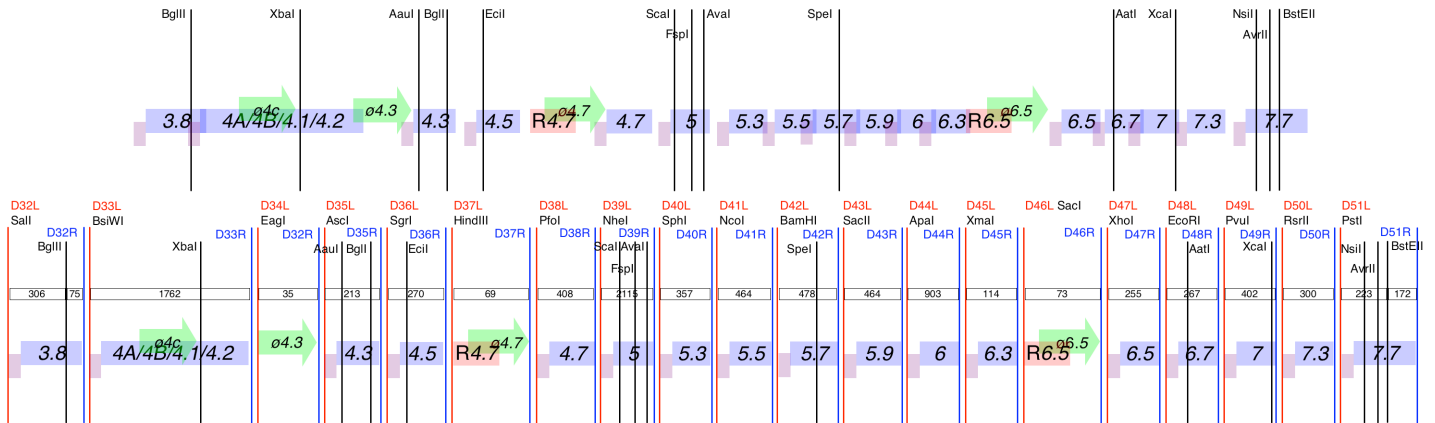 BglII XbaI AauI BglI EciI ScaI AvaI SpeI AatI XcaI NsiI BstEII
FspI AvrII
ø4c ø4.3 ø4.7 ø6.5
3.8 4A/4B/4.1/4.2 4.3 4.5 R4.7 4.7 5 5.3 5.5 5.7 5.9 6 6.3 R6.5 6.5 6.7 7 7.3 7.7
D32L D33L D34L D35L D36L D37L D38L D39L D40L D41L D42L D43L D44L D45L D46L SacI D47L D48L D49L D50L D51L
SalI BsiWI EagI AscI SgrI HindIII PfoI NheI SphI NcoI BamHI SacII ApaI XmaI XhoI EcoRI PvuI RsrII PstI
D32R D33R D32R D35R D36R D37R D38R D39R D40R D41R D42R D43R D44R D45R D46R D47R D48R D49R D50R D51R
BglII XbaI AauI BglI EciI ScaI AvaI SpeI AatI XcaI NsiI BstEII
FspI AvrII
306 75 1762 35 213 270 69 408 2115 357 464 478 464 903 114 73 255 267 402 300 223 172
ø4c ø4.3 ø4.7 ø6.5
3.8 4A/4B/4.1/4.2 4.3 4.5 R4.7 4.7 5 5.3 5.5 5.7 5.9 6 6.3 R6.5 6.5 6.7 7 7.3 7.7